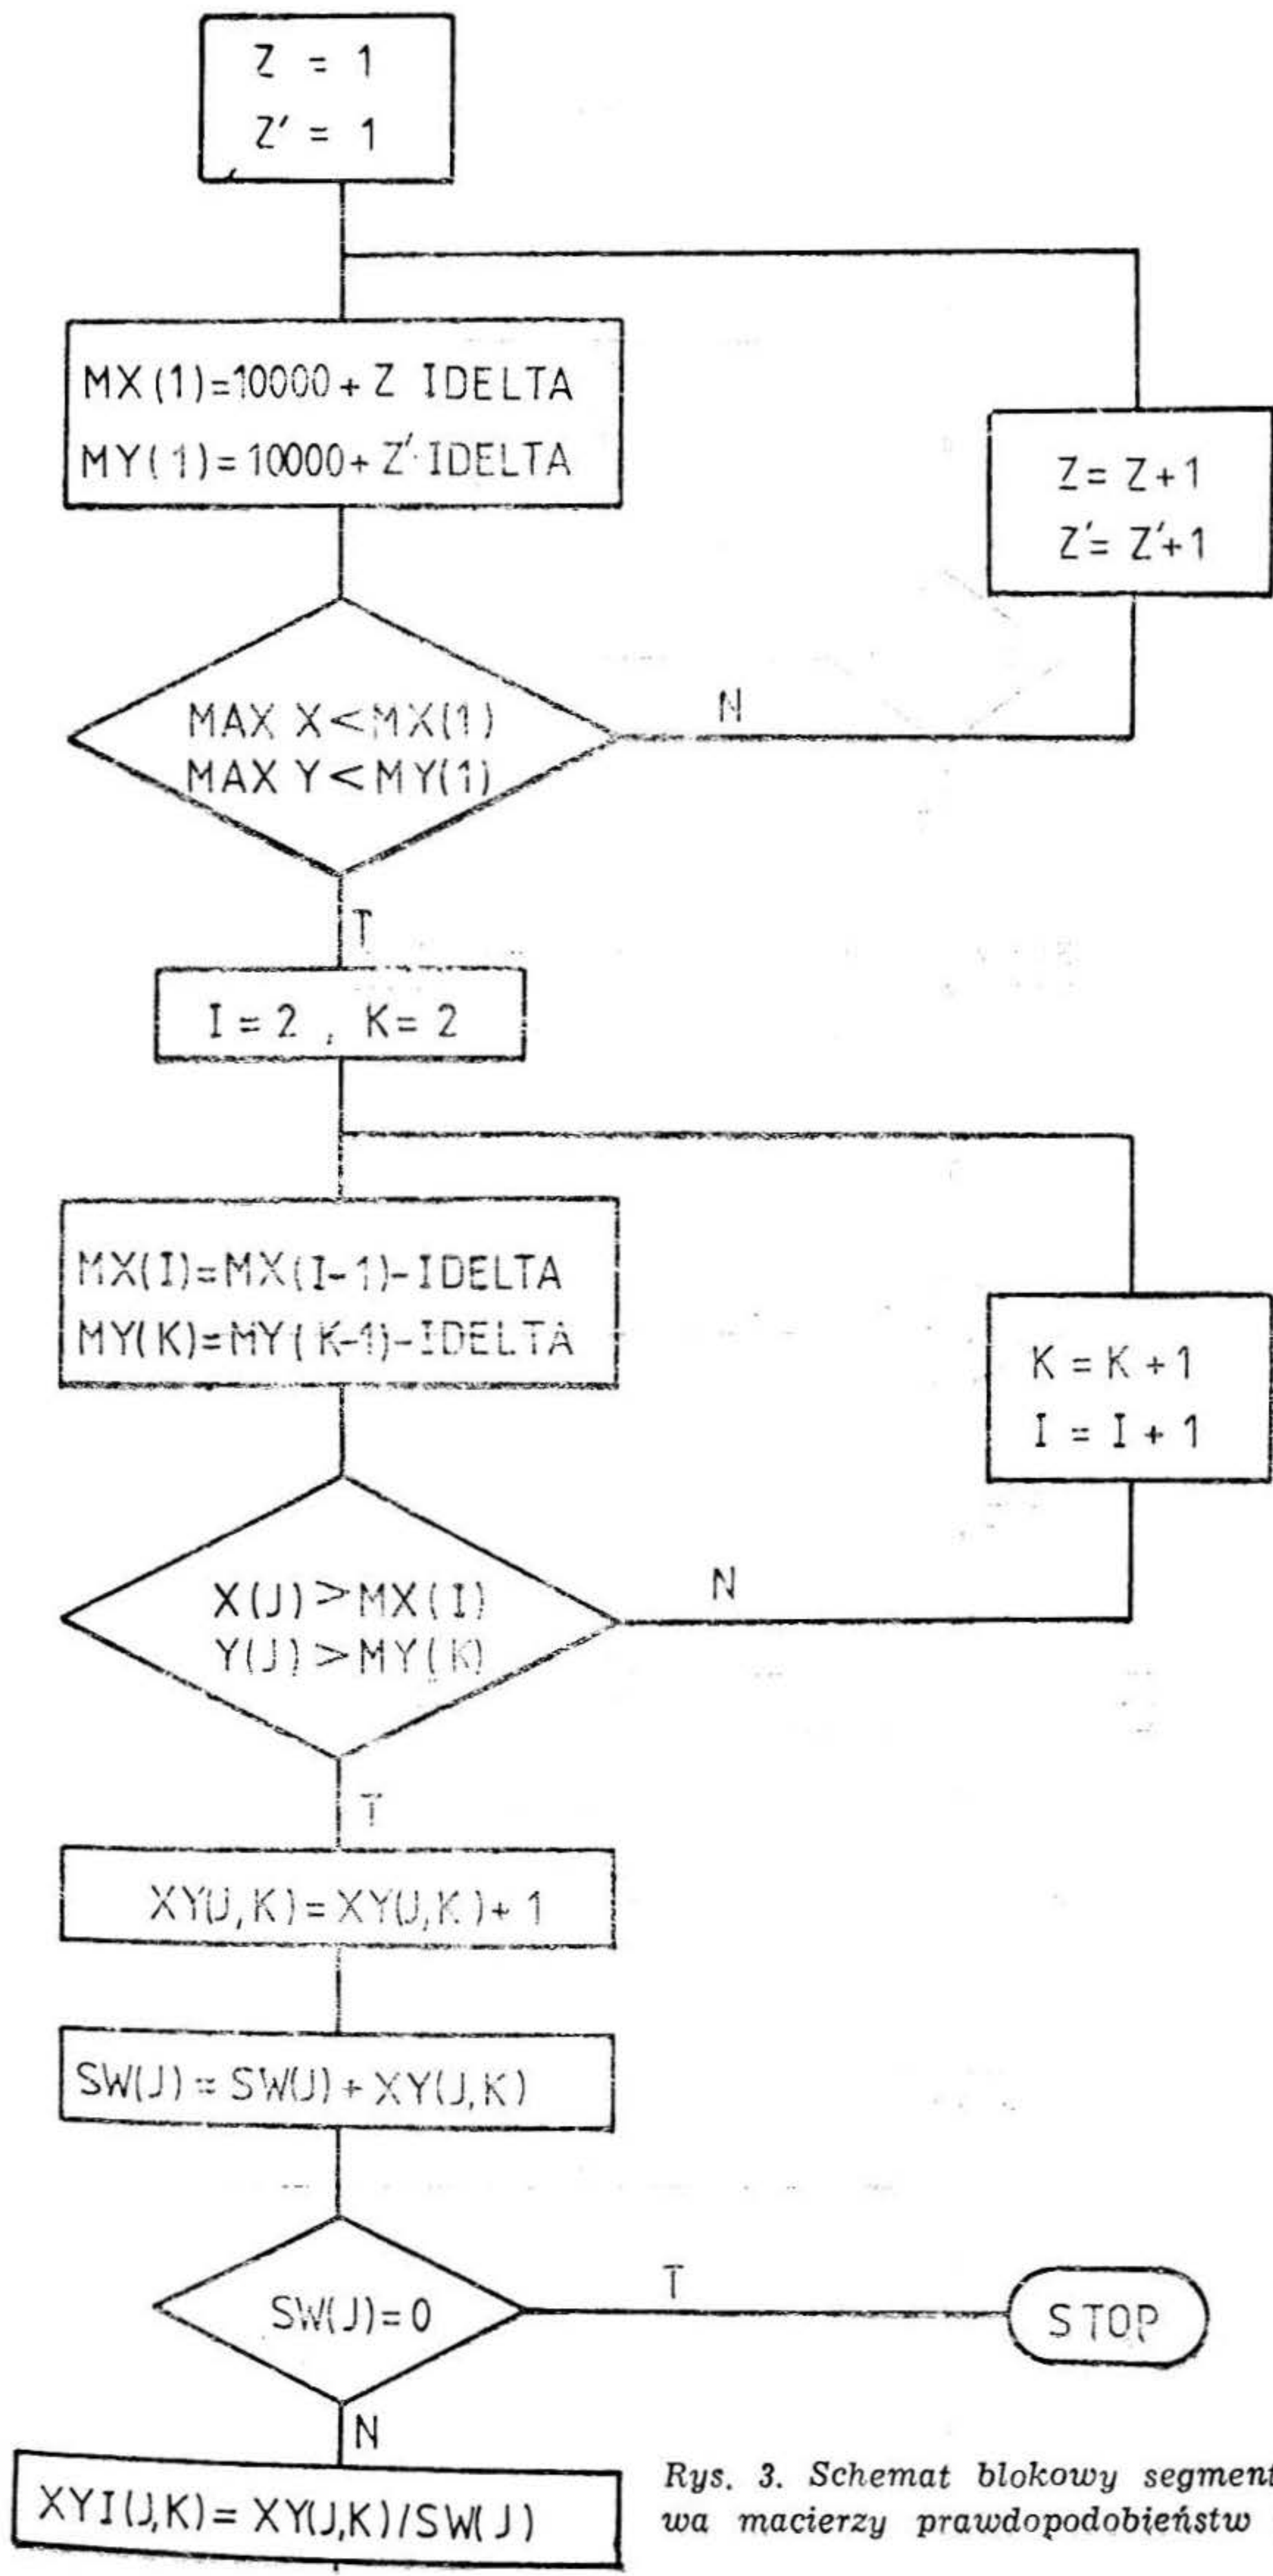 Z = 1
Z' = 1
MX(1)=10000+Z IDELTA
MY(1)=10000+Z'·IDELTA
Z=Z+1
Z'=Z'+1
MAX X<MX(1)
MAX Y<MY(1)
N
T
I=2 , K=2
MX(I)=MX(I-1)-IDELTA
MY(K)=MY(K-1)-IDELTA
K=K+1
I=I+1
X(J)>MX(I)
Y(J)>MY(K)
N
T
XY(J,K)=XY(J,K)+1
SW(J)=SW(J)+XY(J,K)
SW(J)=0
T
STOP
N
XYI(J,K)=XY(J,K)/SW(J)
Rys. 3. Schemat blokowy segment
wa macierzy prawdopodobieństw